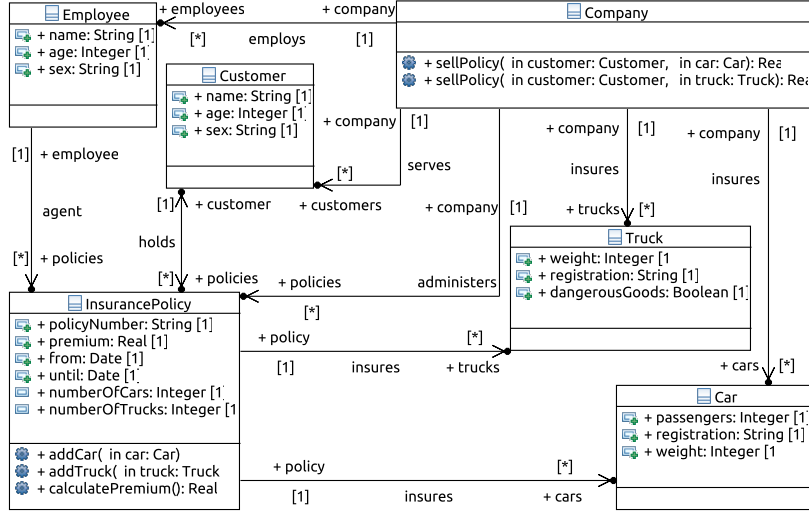 Employee
+ name: String [1]
+ age: Integer [1]
+ sex: String [1]
+ employees
+ company
[*]
employs
[1]
Company
+ sellPolicy( in customer: Customer, in car: Car): Rea
+ sellPolicy( in customer: Customer, in truck: Truck): Rea
Customer
+ name: String [1]
+ age: Integer [1]
+ sex: String [1]
+ company
[1]
serves
[*]
+ customers
+ company
[1]
insures
+ trucks
[*]
+ company
[1]
insures
+ cars
[*]
[1]
+ employee
agent
[*]
+ policies
[1]
+ customer
holds
[*]
+ policies
+ company
[1]
administers
+ policies
[*]
Truck
+ weight: Integer [1
+ registration: String [1]
+ dangerousGoods: Boolean [1]
InsurancePolicy
+ policyNumber: String [1]
+ premium: Real [1]
+ from: Date [1]
+ until: Date [1]
+ numberOfCars: Integer [1]
+ numberOfTrucks: Integer [1
+ addCar( in car: Car)
+ addTruck( in truck: Truck
+ calculatePremium(): Real
+ policy
[*]
[1]
insures
+ trucks
Car
+ passengers: Integer [1]
+ registration: String [1]
+ weight: Integer [1
+ policy
[*]
[1]
insures
+ cars